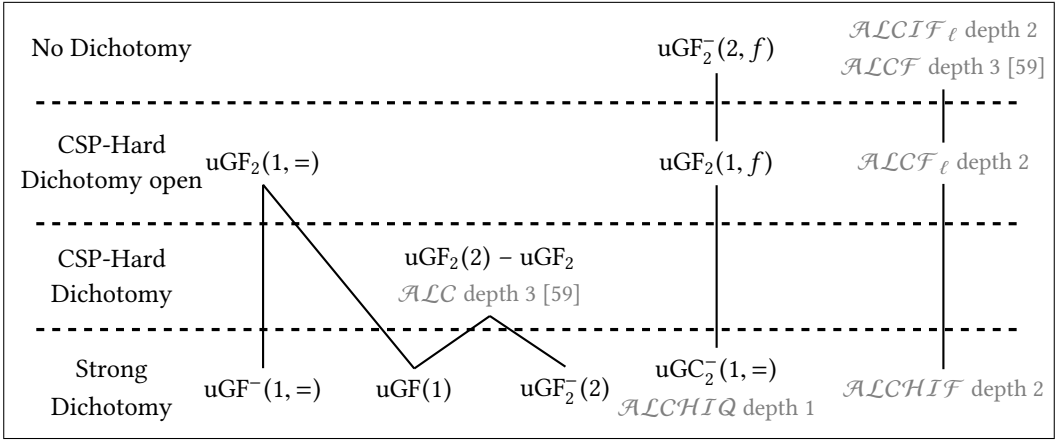 No Dichotomy
uGF₂⁻(2, f)
𝒜ℒ𝒞ℐℱ_ℓ depth 2
𝒜ℒ𝒞ℱ depth 3 [59]
CSP-Hard
Dichotomy open
uGF₂(1, =)
uGF₂(1, f)
𝒜ℒ𝒞ℱ_ℓ depth 2
CSP-Hard
Dichotomy
uGF₂(2) – uGF₂
𝒜ℒ𝒞 depth 3 [59]
Strong
Dichotomy
uGF⁻(1, =)
uGF(1)
uGF₂⁻(2)
uGC₂⁻(1, =)
𝒜ℒ𝒞ℋℐ𝒬 depth 1
𝒜ℒ𝒞ℋℐℱ depth 2